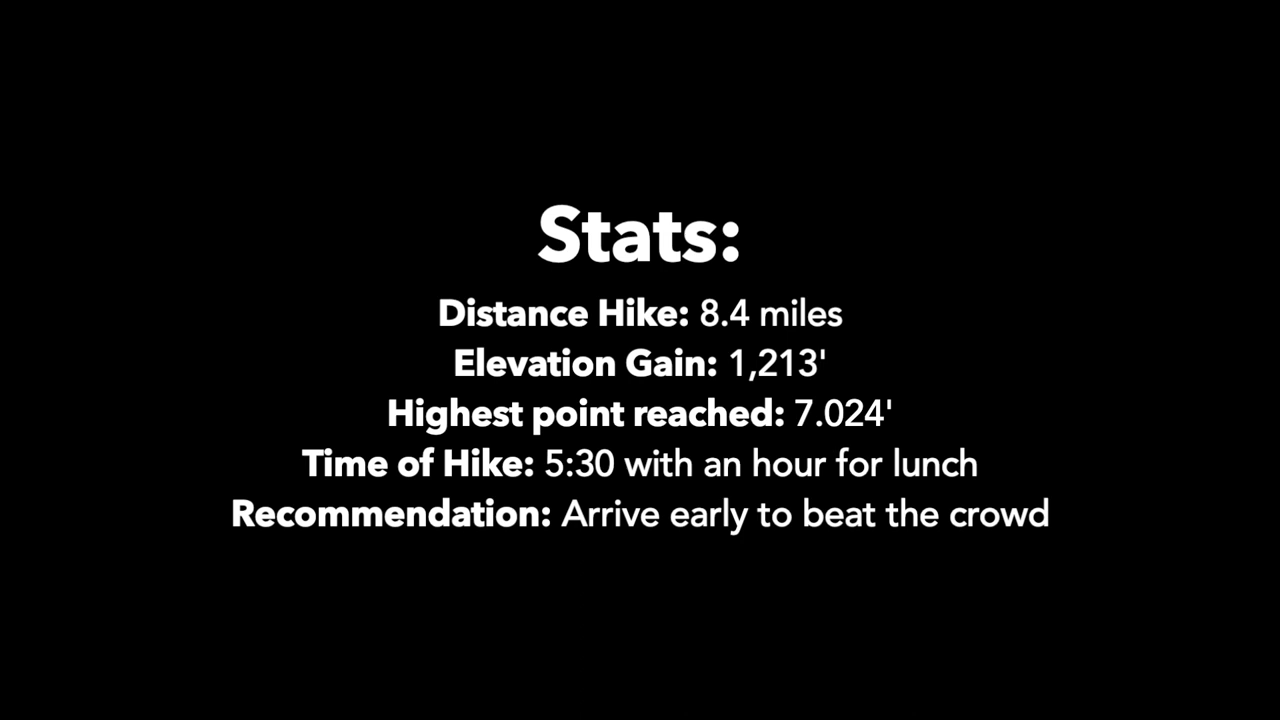 Stats:
Distance Hike: 8.4 miles
Elevation Gain: 1,213'
Highest point reached: 7.024'
Time of Hike: 5:30 with an hour for lunch
Recommendation: Arrive early to beat the crowd